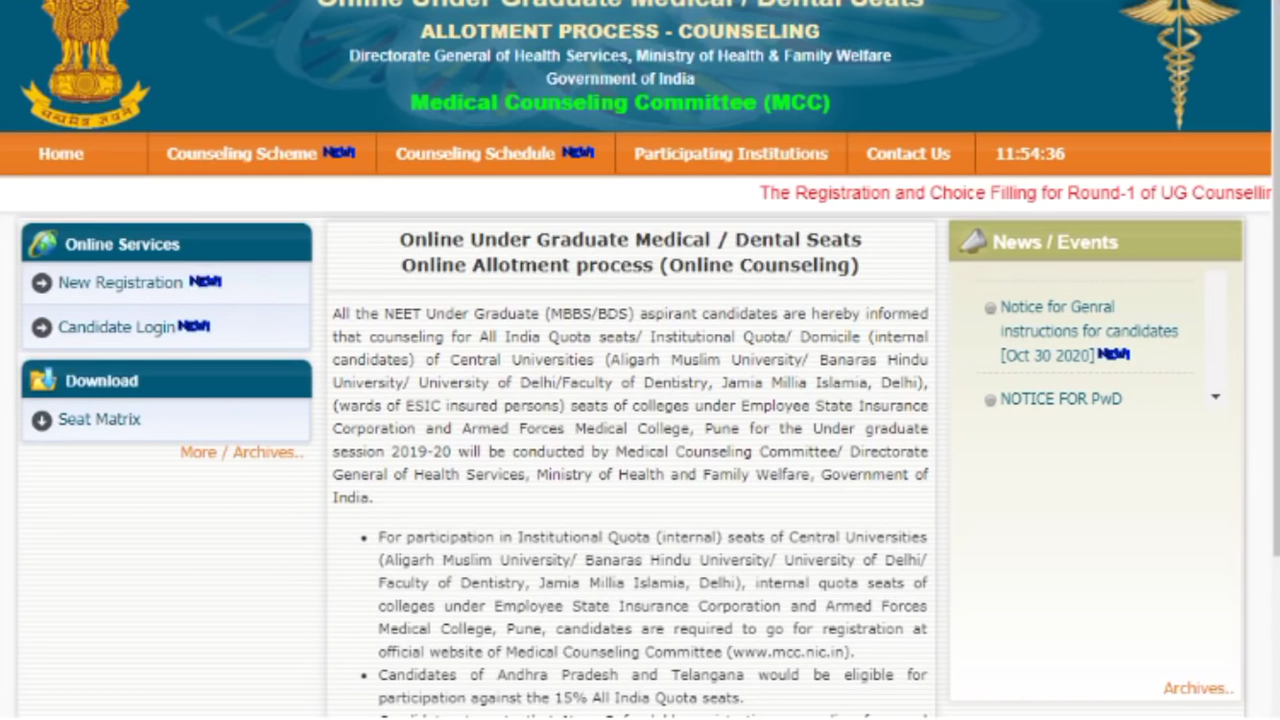 Online Under Graduate Medical / Dental Seats
ALLOTMENT PROCESS - COUNSELING
Directorate General of Health Services, Ministry of Health & Family Welfare
Government of India
Medical Counseling Committee (MCC)
सत्यमेव जयते
Home Counseling Scheme NEW! Counseling Schedule NEW! Participating Institutions Contact Us 11:54:36
The Registration and Choice Filling for Round-1 of UG Counsellin
Online Services
New Registration NEW!
Candidate Login NEW!
Download
Seat Matrix
More / Archives..
Online Under Graduate Medical / Dental Seats
Online Allotment process (Online Counseling)
All the NEET Under Graduate (MBBS/BDS) aspirant candidates are hereby informed
that counseling for All India Quota seats/ Institutional Quota/ Domicile (internal
candidates) of Central Universities (Aligarh Muslim University/ Banaras Hindu
University/ University of Delhi/Faculty of Dentistry, Jamia Millia Islamia, Delhi),
(wards of ESIC insured persons) seats of colleges under Employee State Insurance
Corporation and Armed Forces Medical College, Pune for the Under graduate
session 2019-20 will be conducted by Medical Counseling Committee/ Directorate
General of Health Services, Ministry of Health and Family Welfare, Government of
India.
• For participation in Institutional Quota (internal) seats of Central Universities
(Aligarh Muslim University/ Banaras Hindu University/ University of Delhi/
Faculty of Dentistry, Jamia Millia Islamia, Delhi), internal quota seats of
colleges under Employee State Insurance Corporation and Armed Forces
Medical College, Pune, candidates are required to go for registration at
official website of Medical Counseling Committee (www.mcc.nic.in).
• Candidates of Andhra Pradesh and Telangana would be eligible for
participation against the 15% All India Quota seats.
News / Events
Notice for Genral
instructions for candidates
[Oct 30 2020] NEW!
NOTICE FOR PwD
Archives..